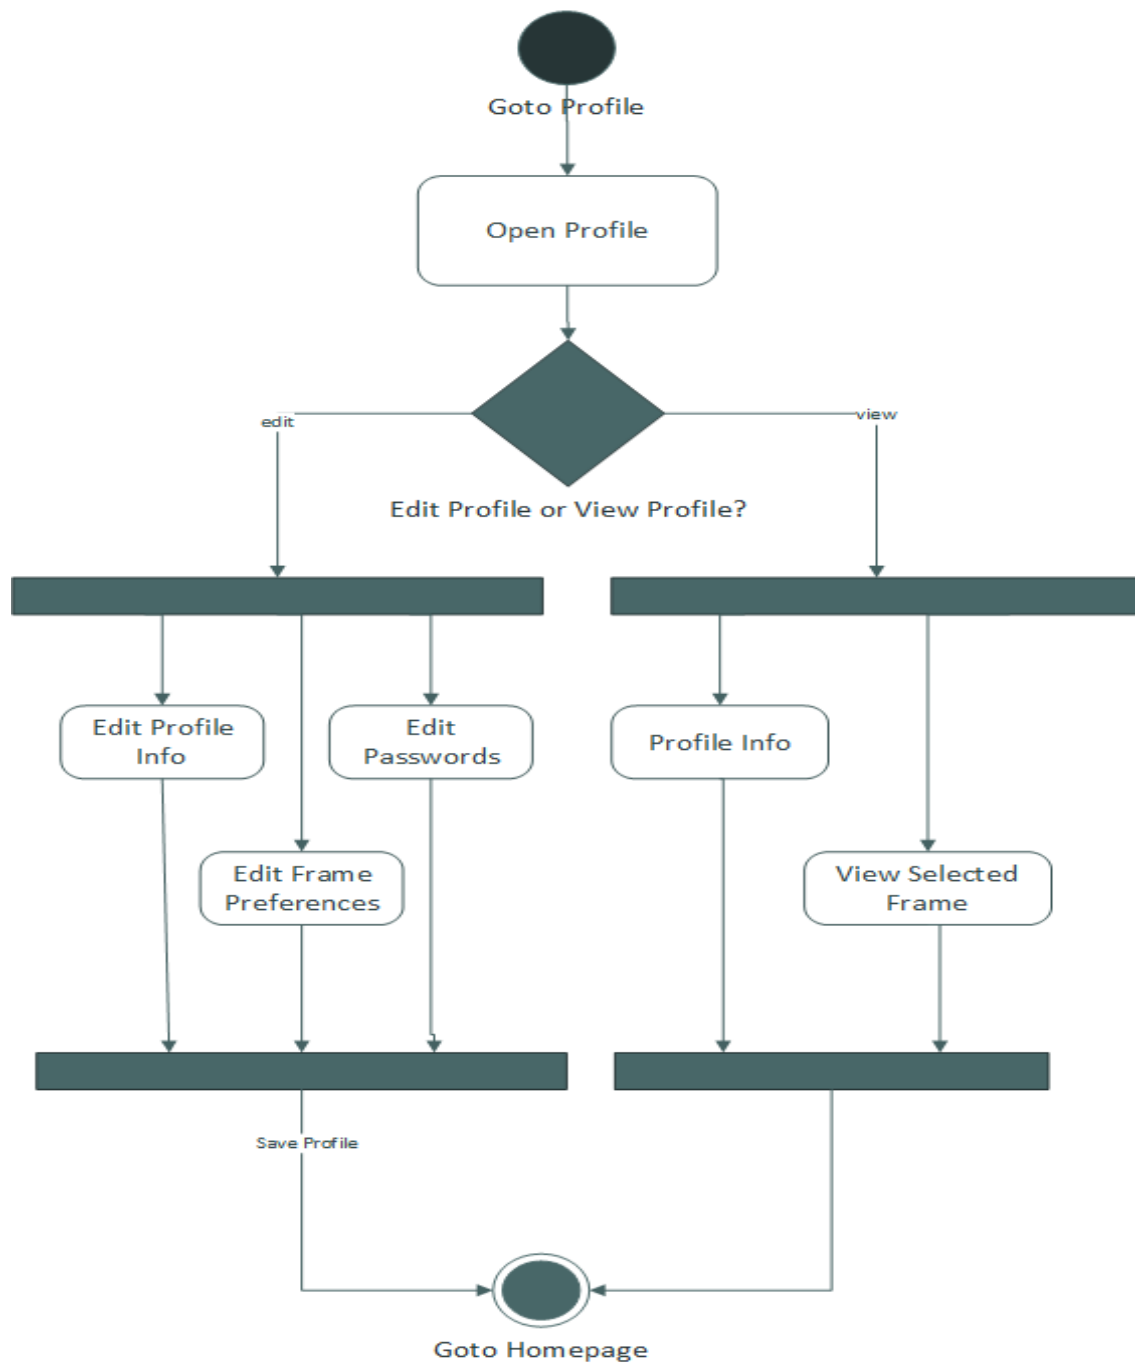 Goto Profile
Open Profile
edit
view
Edit Profile or View Profile?
Edit Profile
Info
Edit
Passwords
Profile Info
Edit Frame
Preferences
View Selected
Frame
Save Profile
Goto Homepage